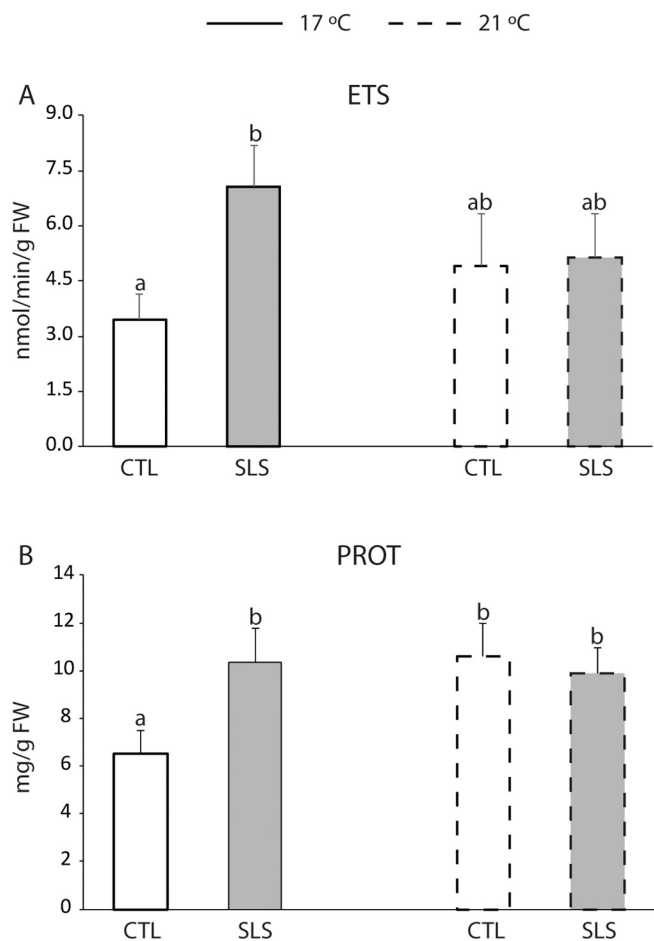 17 ºC 21 ºC
A ETS
9.0
7.5
6.0
4.5
3.0
1.5
0.0
nmol/min/g FW
a
b
ab
ab
CTL SLS CTL SLS
B PROT
14
12
10
8
6
4
2
0
mg/g FW
a
b
b
b
CTL SLS CTL SLS